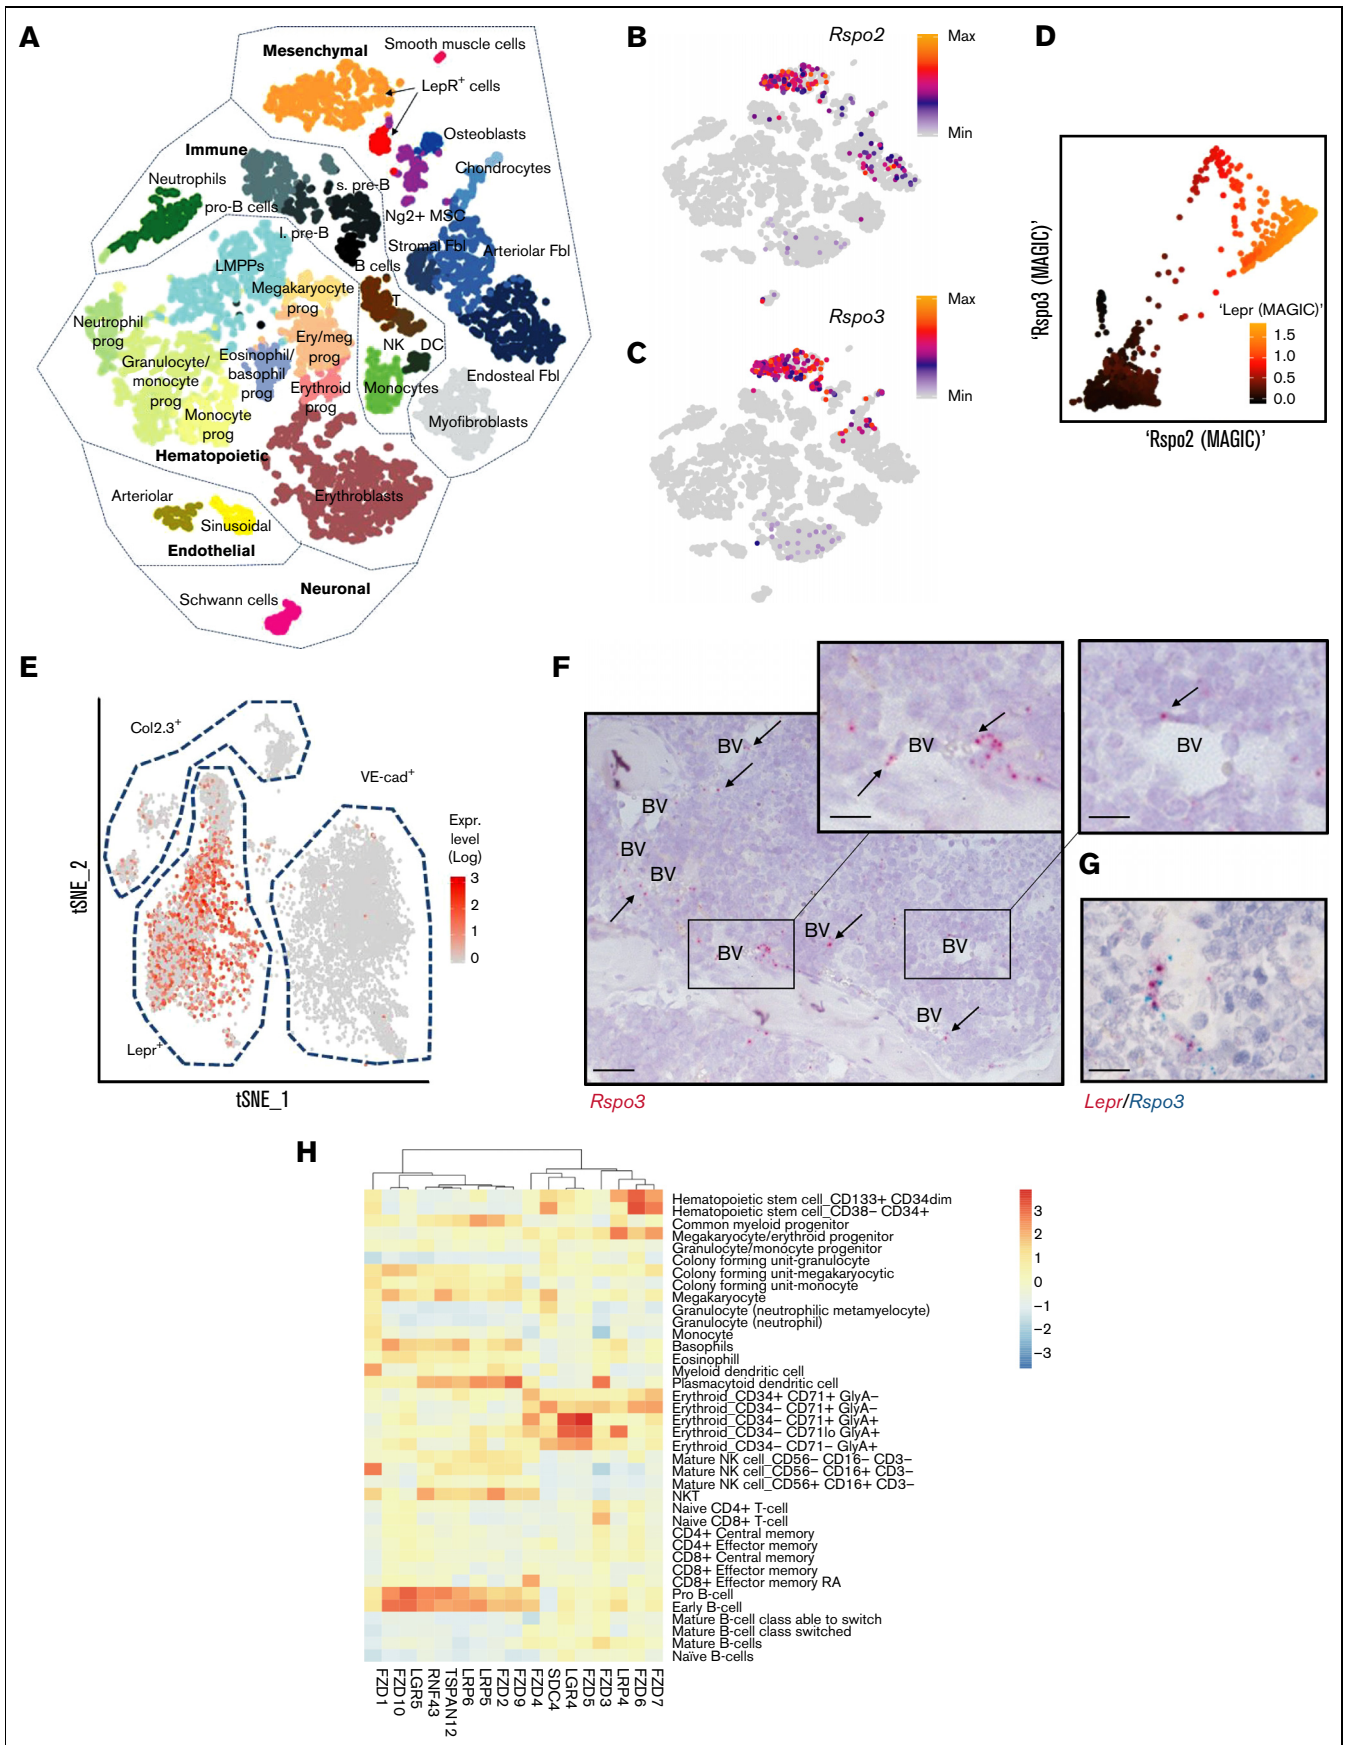 A
Mesenchymal
Smooth muscle cells
LepR+ cells
Osteoblasts
Immune
Chondrocytes
Neutrophils
s. pre-B
pro-B cells
Ng2+ MSC
l. pre-B
Stromal Fbl
Arteriolar Fbl
B cells
LMPPs
Megakaryocyte
prog
T
Neutrophil
prog
Ery/meg
prog
NK
DC
Granulocyte/
monocyte
prog
Eosinophil/
basophil
prog
Erythroid
prog
Monocytes
Endosteal Fbl
Monocyte
prog
Myofibroblasts
Hematopoietic
Arteriolar
Erythroblasts
Sinusoidal
Endothelial
Neuronal
Schwann cells
B
Rspo2
Max
Min
C
Rspo3
Max
Min
D
'Rspo3 (MAGIC)'
'Lepr (MAGIC)'
1.5
1.0
0.5
0.0
'Rspo2 (MAGIC)'
E
Col2.3+
VE-cad+
Expr.
level
(Log)
3
2
1
0
Lepr+
tSNE_2
tSNE_1
F
BV
BV
BV
BV
BV
BV
BV
BV
BV
BV
Rspo3
G
Lepr/Rspo3
H
Hematopoietic stem cell_CD133+ CD34dim
Hematopoietic stem cell_CD38− CD34+
Common myeloid progenitor
Megakaryocyte/erythroid progenitor
Granulocyte/monocyte progenitor
Colony forming unit-granulocyte
Colony forming unit-megakaryocytic
Colony forming unit-monocyte
Megakaryocyte
Granulocyte (neutrophilic metamyelocyte)
Granulocyte (neutrophil)
Monocyte
Basophils
Eosinophill
Myeloid dendritic cell
Plasmacytoid dendritic cell
Erythroid_CD34+ CD71+ GlyA−
Erythroid_CD34− CD71+ GlyA−
Erythroid_CD34− CD71+ GlyA+
Erythroid_CD34− CD71lo GlyA+
Erythroid_CD34− CD71− GlyA+
Mature NK cell_CD56− CD16− CD3−
Mature NK cell_CD56− CD16+ CD3−
Mature NK cell_CD56+ CD16+ CD3−
NKT
Naive CD4+ T-cell
Naive CD8+ T-cell
CD4+ Central memory
CD4+ Effector memory
CD8+ Central memory
CD8+ Effector memory
CD8+ Effector memory RA
Pro B-cell
Early B-cell
Mature B-cell class able to switch
Mature B-cell class switched
Mature B-cells
Naïve B-cells
3
2
1
0
−1
−2
−3
FZD1
FZD10
LGR5
RNF43
TSPAN12
LRP6
LRP5
FZD2
FZD9
FZD4
SDC4
LGR4
FZD5
FZD3
LRP4
FZD6
FZD7